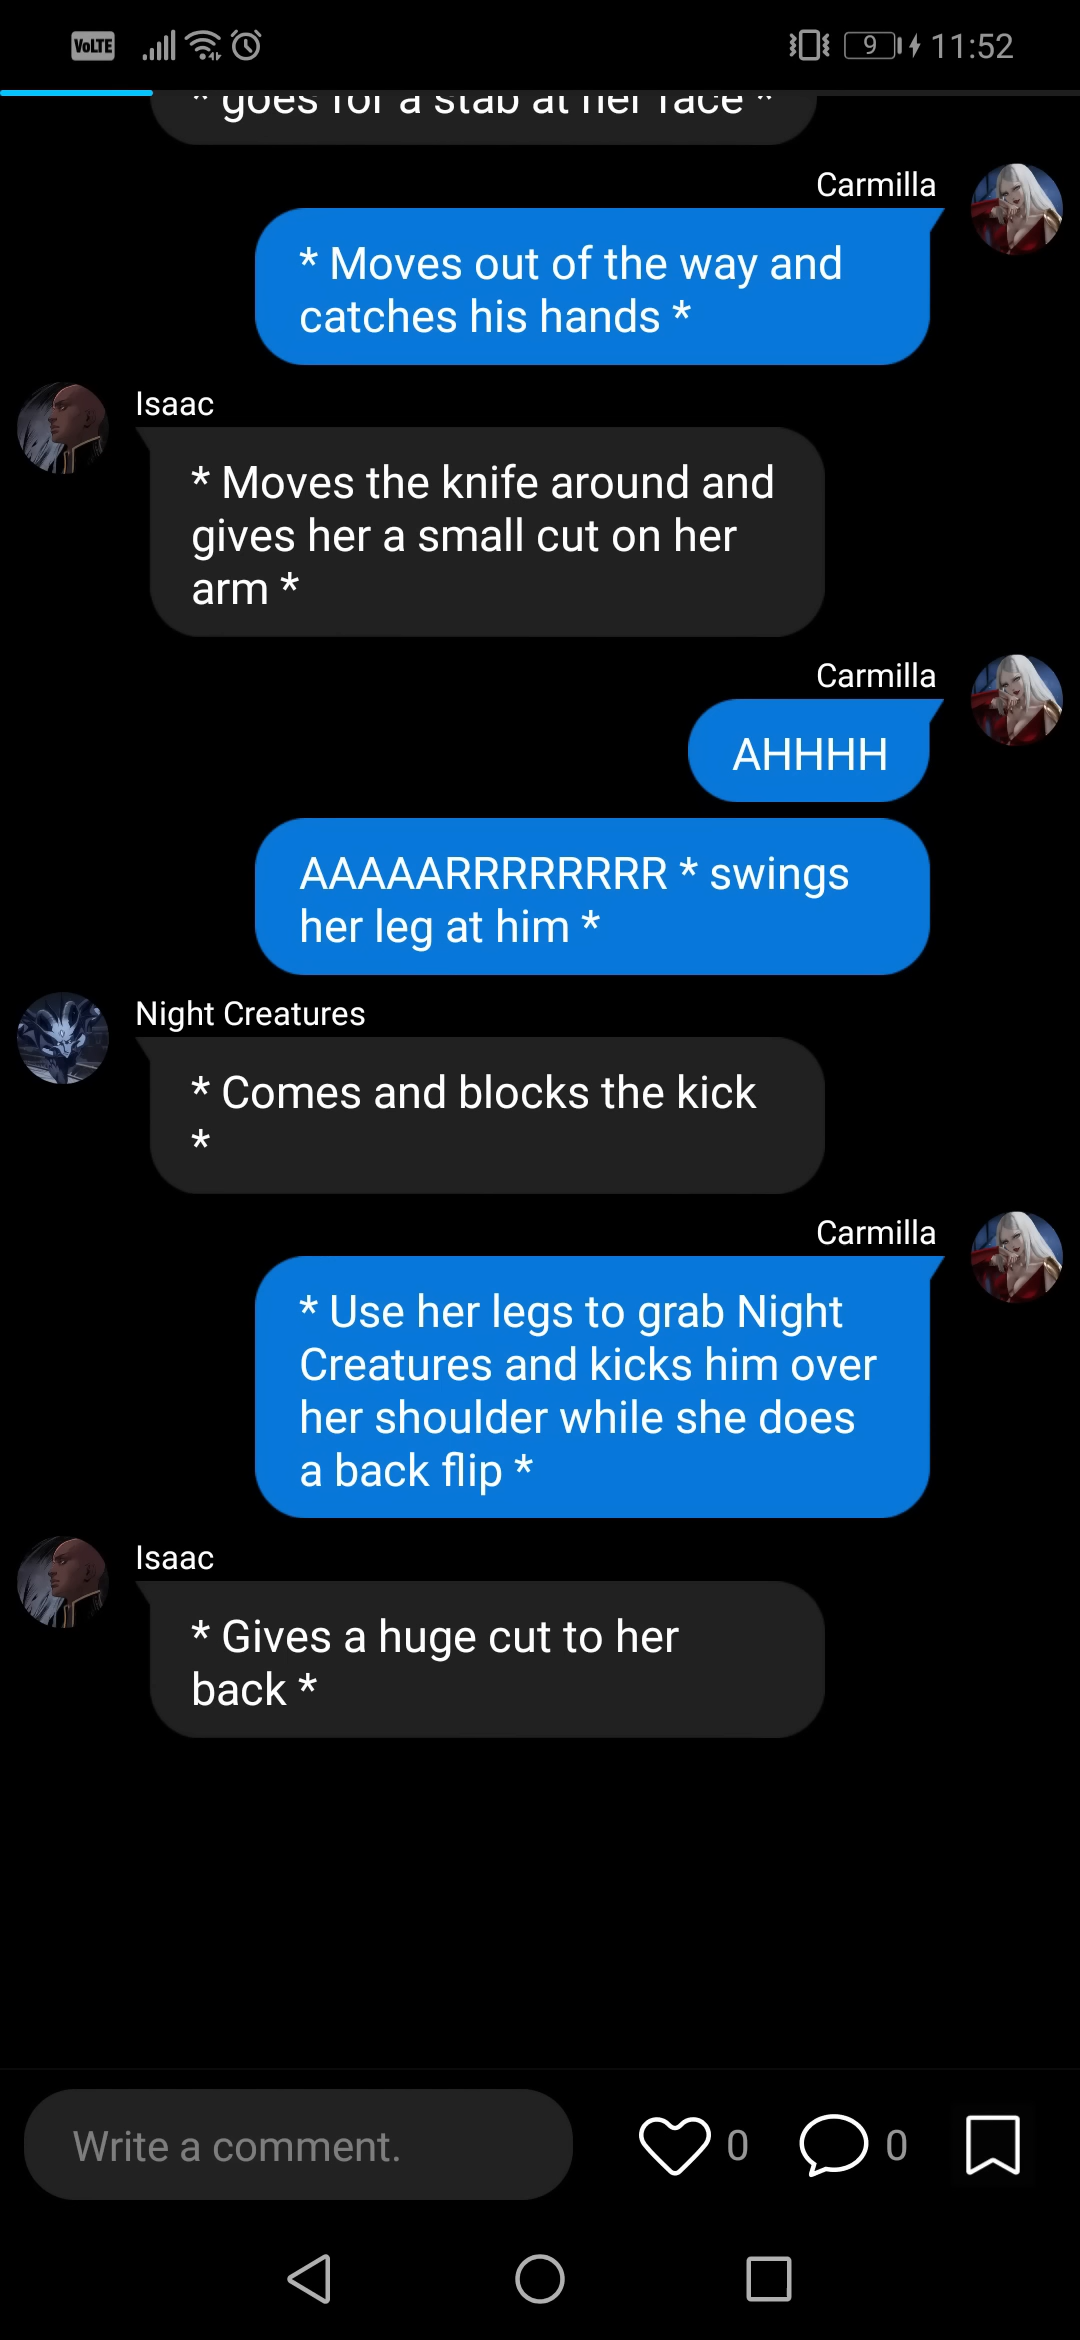 VoLTE
9
11:52
* goes for a stab at her face *
Carmilla
* Moves out of the way and
catches his hands *
Isaac
* Moves the knife around and
gives her a small cut on her
arm *
Carmilla
AHHHH
AAAAARRRRRRRR * swings
her leg at him *
Night Creatures
* Comes and blocks the kick
*
Carmilla
* Use her legs to grab Night
Creatures and kicks him over
her shoulder while she does
a back flip *
Isaac
* Gives a huge cut to her
back *
Write a comment.
0
0